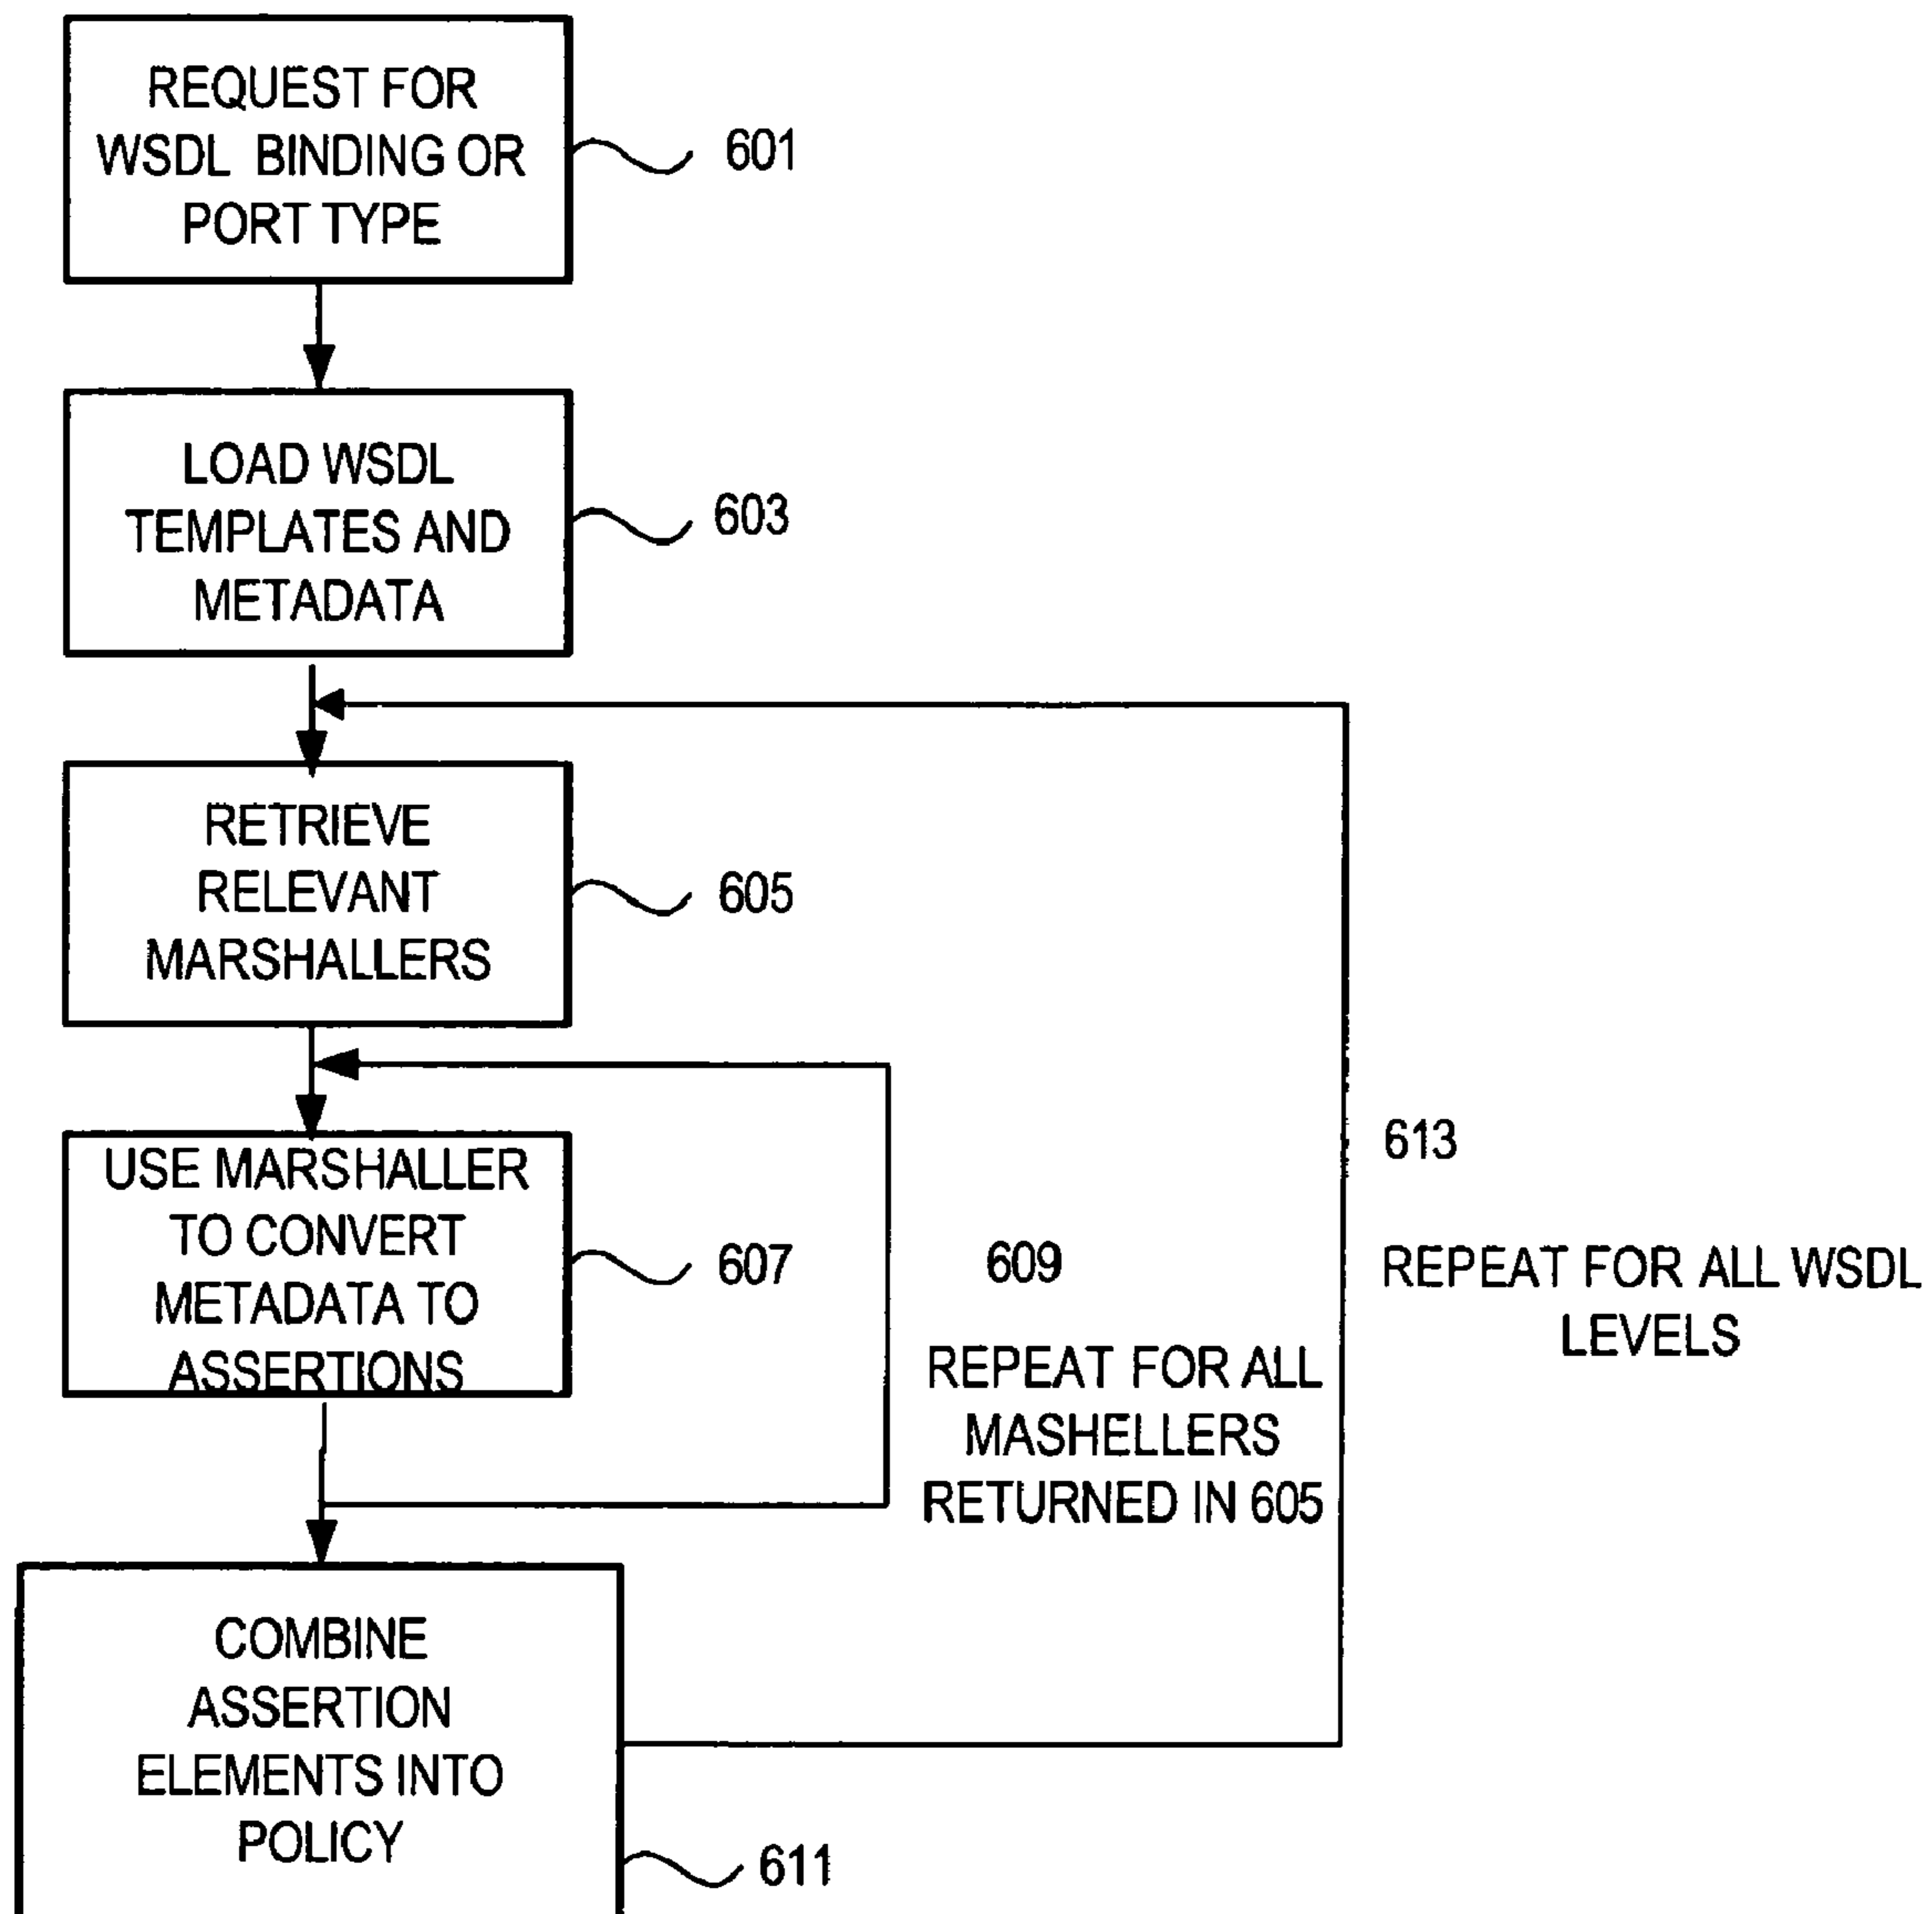 REQUEST FOR
WSDL BINDING OR
PORT TYPE
601
LOAD WSDL
TEMPLATES AND
METADATA
603
RETRIEVE
RELEVANT
MARSHALLERS
605
USE MARSHALLER
TO CONVERT
METADATA TO
ASSERTIONS
607
609
REPEAT FOR ALL
MASHELLERS
RETURNED IN 605
613
REPEAT FOR ALL WSDL
LEVELS
COMBINE
ASSERTION
ELEMENTS INTO
POLICY
611